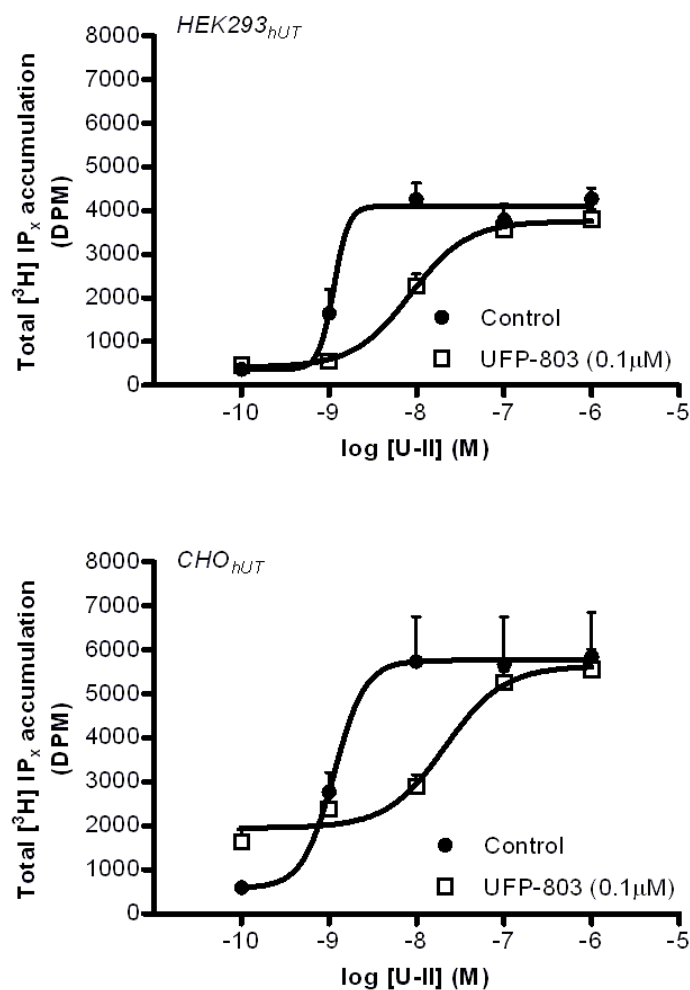 HEK293hUT
8000
7000
6000
5000
4000
3000
2000
1000
0
Total [³H] IPₓ accumulation
(DPM)
Control
UFP-803 (0.1µM)
-10 -9 -8 -7 -6 -5
log [U-II] (M)
CHOhUT
8000
7000
6000
5000
4000
3000
2000
1000
0
Total [³H] IPₓ accumulation
(DPM)
Control
UFP-803 (0.1µM)
-10 -9 -8 -7 -6 -5
log [U-II] (M)